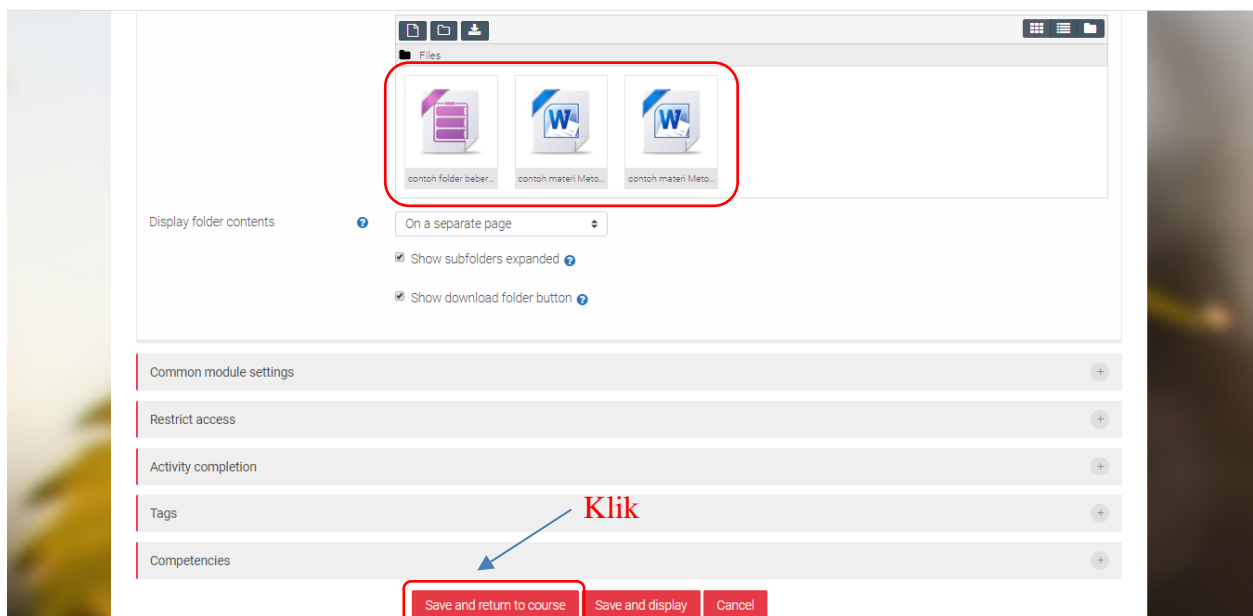 Files
contoh folder beber...
contoh materi Meto...
contoh materi Meto...
Display folder contents
On a separate page
Show subfolders expanded
Show download folder button
Common module settings
Restrict access
Activity completion
Tags
Klik
Competencies
Save and return to course
Save and display
Cancel